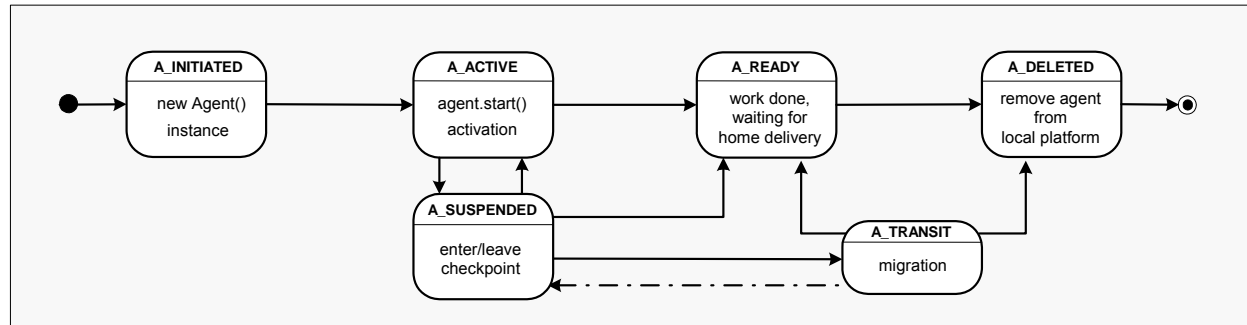 A_INITIATED
new Agent()
instance
A_ACTIVE
agent.start()
activation
A_READY
work done,
waiting for
home delivery
A_DELETED
remove agent
from
local platform
A_SUSPENDED
enter/leave
checkpoint
A_TRANSIT
migration